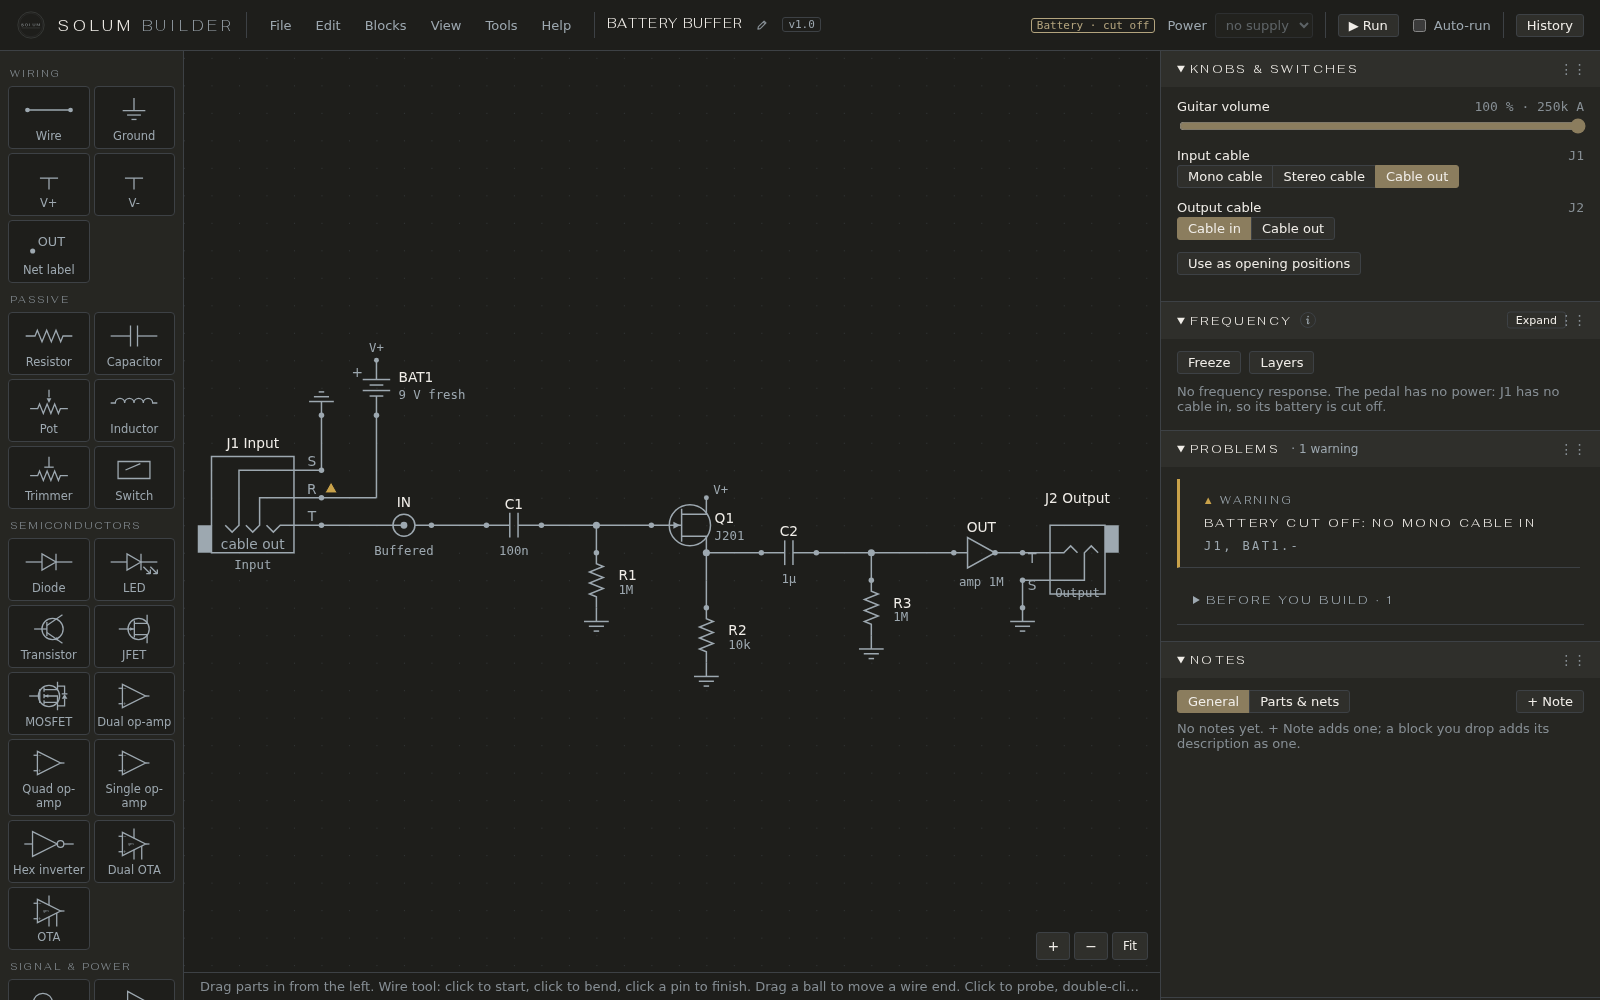 SOLUM BUILDER
File Edit Blocks View Tools Help
BATTERY BUFFER
v1.0
Battery · cut off
Power
no supply
▶ Run
Auto-run
History
WIRING
Wire
Ground
V+
V-
OUT
Net label
PASSIVE
Resistor
Capacitor
Pot
Inductor
Trimmer
Switch
SEMICONDUCTORS
Diode
LED
Transistor
JFET
MOSFET
Dual op-amp
Quad op-
amp
Single op-
amp
Hex inverter
Dual OTA
OTA
SIGNAL & POWER
V+
+
BAT1
9 V fresh
J1 Input
S
R
T
cable out
Input
IN
Buffered
C1
100n
R1
1M
V+
Q1
J201
R2
10k
C2
1µ
R3
1M
OUT
amp 1M
J2 Output
T
S
Output
+
−
Fit
Drag parts in from the left. Wire tool: click to start, click to bend, click a pin to finish. Drag a ball to move a wire end. Click to probe, double-cli…
KNOBS & SWITCHES
Guitar volume
100 % · 250k A
Input cable
J1
Mono cable
Stereo cable
Cable out
Output cable
J2
Cable in
Cable out
Use as opening positions
FREQUENCY
i
Expand
Freeze
Layers
No frequency response. The pedal has no power: J1 has no
cable in, so its battery is cut off.
PROBLEMS · 1 warning
▲ WARNING
BATTERY CUT OFF: NO MONO CABLE IN
J1, BAT1.-
BEFORE YOU BUILD · 1
NOTES
General
Parts & nets
+ Note
No notes yet. + Note adds one; a block you drop adds its
description as one.